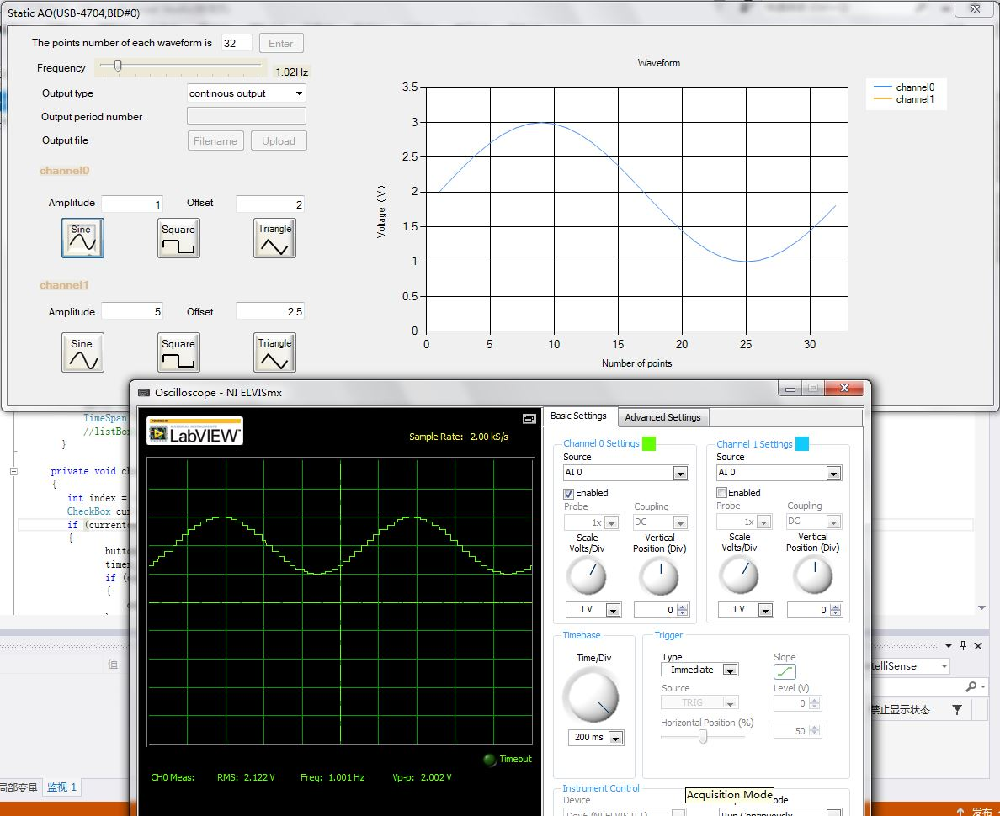 Static AO(USB-4704,BID#0)
The points number of each waveform is 32 Enter
Frequency 1.02Hz
Output type continous output
Output period number
Output file Filename Upload
channel0
Amplitude 1 Offset 2
Sine Square Triangle
channel1
Amplitude 5 Offset 2.5
Sine Square Triangle
Waveform
channel0
channel1
Voltage (V)
3.5
3
2.5
2
1.5
1
0.5
0
0 5 10 15 20 25 30
Number of points
TimeSpan
//listBo
}
private void c
{
int index =
CheckBox cu
if (current
{
butto
time
if (
{
值
局部变量 监视 1
Oscilloscope - NI ELVISmx
POWERED BY
NATIONAL INSTRUMENTS
LabVIEW
Sample Rate: 2.00 kS/s
Timeout
CH0 Meas: RMS: 2.122 V Freq: 1.001 Hz Vp-p: 2.002 V
Basic Settings Advanced Settings
Channel 0 Settings
Source
AI 0
Enabled
Probe Coupling
1x DC
Scale Vertical
Volts/Div Position (Div)
1 V 0
Channel 1 Settings
Source
AI 0
Enabled
Probe Coupling
1x DC
Scale Vertical
Volts/Div Position (Div)
1 V 0
Timebase
Time/Div
200 ms
Trigger
Type Slope
Immediate
Source Level (V)
TRIG 0
Horizontal Position (%)
50
Instrument Control
Device
Acquisition Mode
ode
Run Continuously
telliSense
禁止显示状态
发布